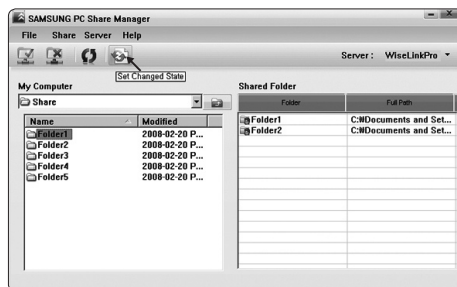 SAMSUNG PC Share Manager
File Share Server Help
Server : WiseLinkPro
Set Changed State
My Computer
Share
Name Modified
Folder1 2008-02-20 P...
Folder2 2008-02-20 P...
Folder3 2008-02-20 P...
Folder4 2008-02-20 P...
Folder5 2008-02-20 P...
Shared Folder
Folder Full Path
Folder1 C:₩Documents and Set...
Folder2 C:₩Documents and Set...